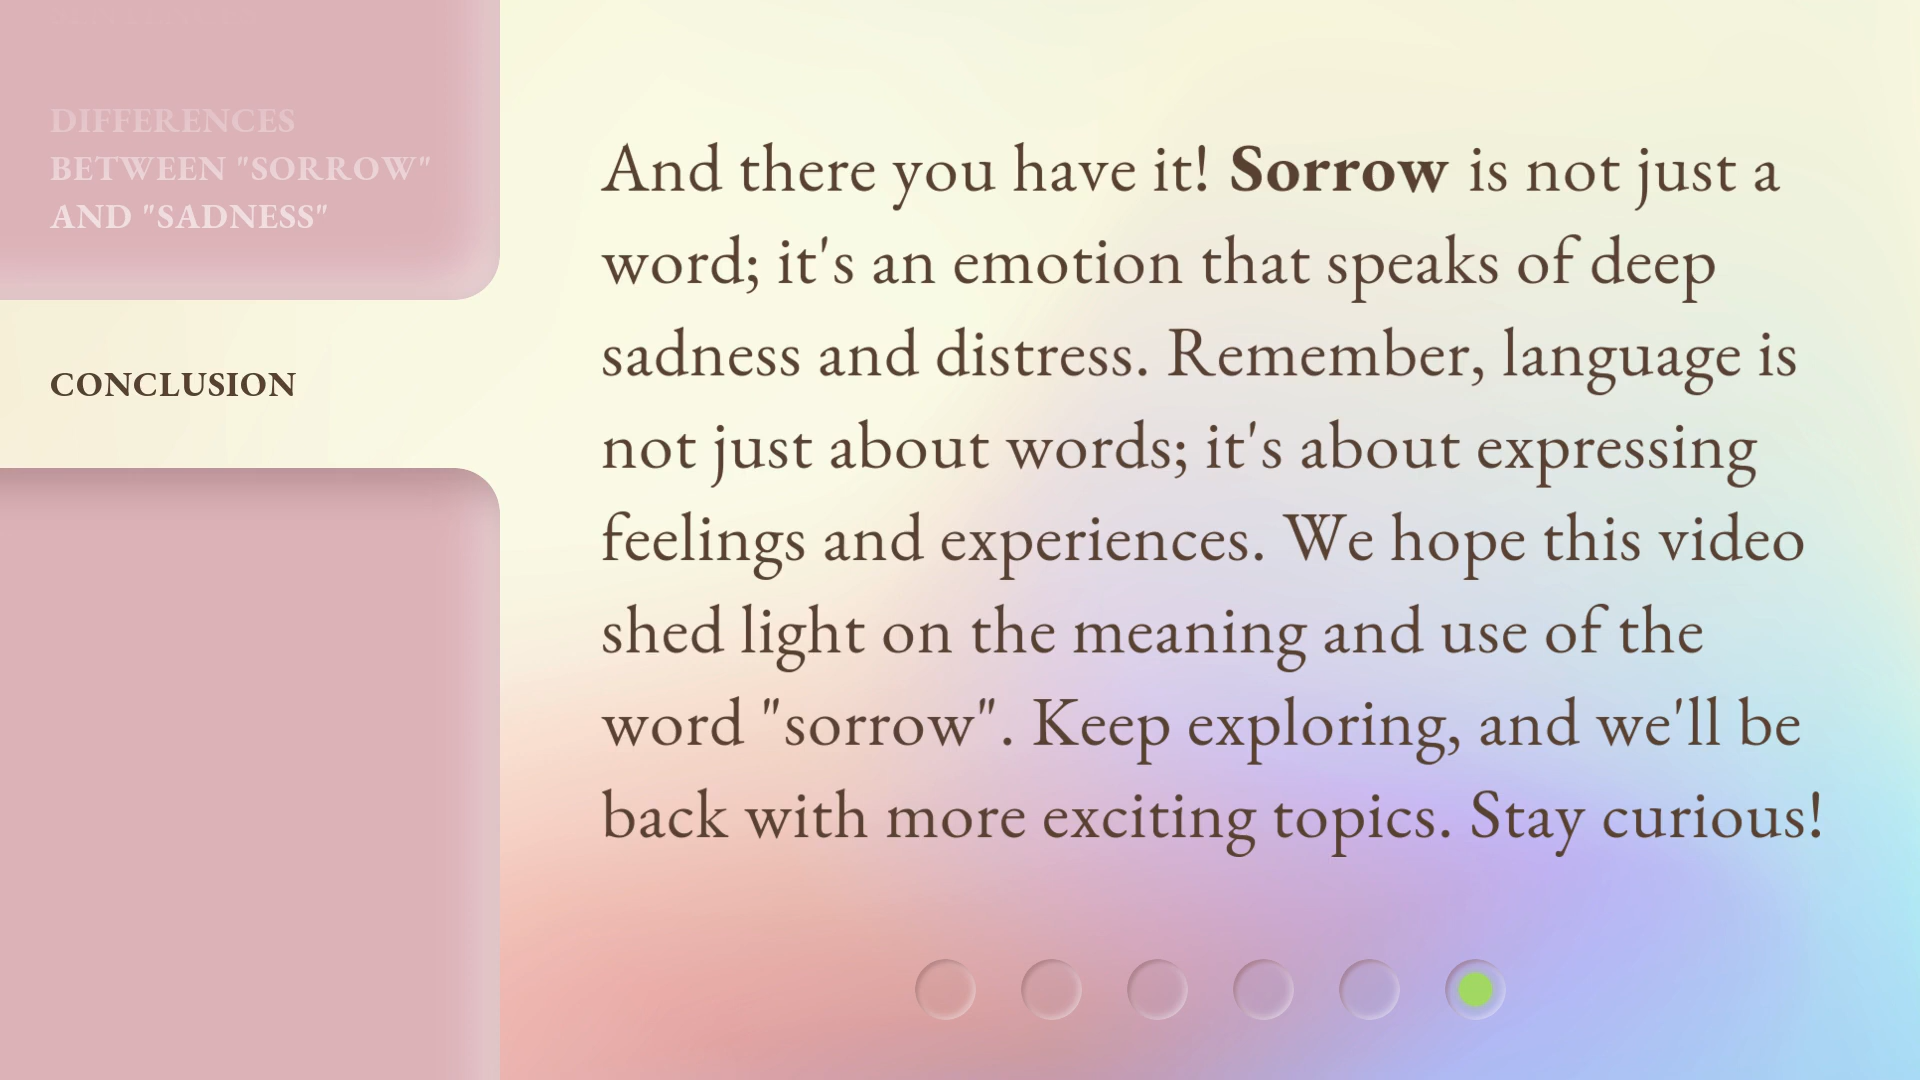 DIFFERENCES
BETWEEN "SORROW"
AND "SADNESS"
CONCLUSION
And there you have it! Sorrow is not just a
word; it's an emotion that speaks of deep
sadness and distress. Remember, language is
not just about words; it's about expressing
feelings and experiences. We hope this video
shed light on the meaning and use of the
word "sorrow". Keep exploring, and we'll be
back with more exciting topics. Stay curious!